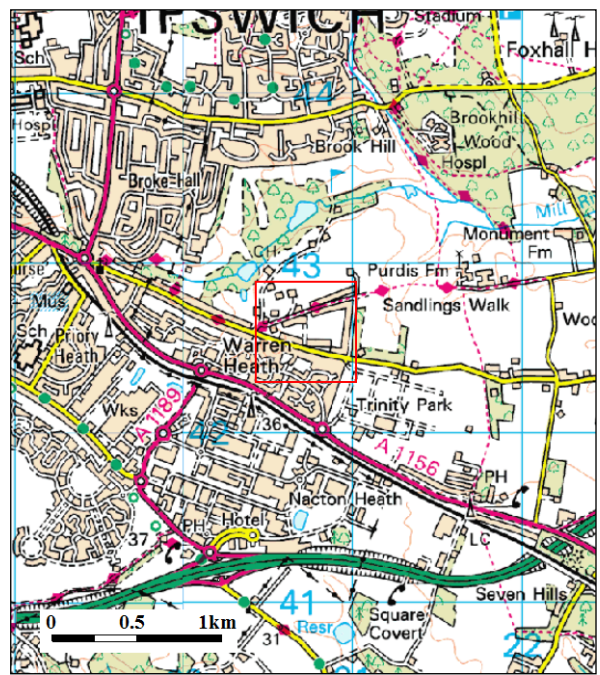 IPSWICH
Stadium
Sch
Foxhall H
44
Hosp
Brookhill
Wood
Hospl
Brook Hill
Broke Hall
Mill Ri
Monument
Fm
CH
43
Purdis Fm
urse
Sandlings Walk
Mus
Woo
Sch
Priory
Heath
Warren
Heath
Wks
A 1189
Trinity Park
42
36
A 1156
PH
Nacton Heath
PH
Hotel
37
LC
41
Seven Hills
0 0.5 1km
31
Resr
Square
Covert
22